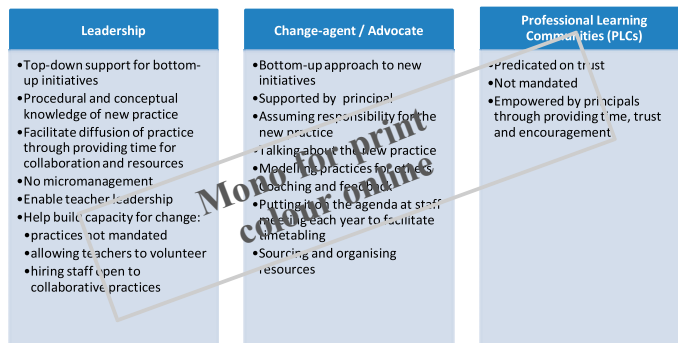 Leadership
•Top-down support for bottom-
up initiatives
•Procedural and conceptual
knowledge of new practice
•Facilitate diffusion of practice
through providing time for
collaboration and resources
•No micromanagement
•Enable teacher leadership
•Help build capacity for change:
•practices not mandated
•allowing teachers to volunteer
•hiring staff open to
collaborative practices
Change-agent / Advocate
•Bottom-up approach to new
initiatives
•Supported by principal
•Assuming responsibility for the
new practice
•Talking about the new practice
•Modelling practices for others
•Coaching and feedback
•Putting it on the agenda at staff
meeting each year to facilitate
timetabling
•Sourcing and organising
resources
Professional Learning
Communities (PLCs)
•Predicated on trust
•Not mandated
•Empowered by principals
through providing time, trust
and encouragement
Mono for print
colour online